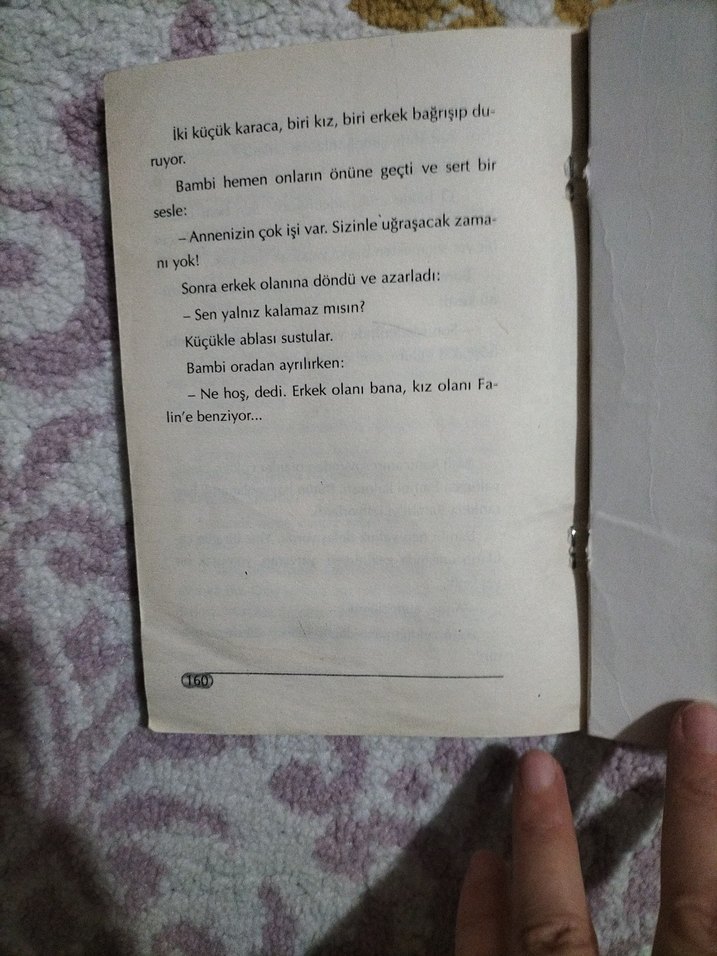 İki küçük karaca, biri kız, biri erkek bağrışıp du-
ruyor.
Bambi hemen onların önüne geçti ve sert bir
sesle:
– Annenizin çok işi var. Sizinle uğraşacak zama-
nı yok!
Sonra erkek olanına döndü ve azarladı:
– Sen yalnız kalamaz mısın?
Küçükle ablası sustular.
Bambi oradan ayrılırken:
– Ne hoş, dedi. Erkek olanı bana, kız olanı Fa-
lin'e benziyor...
160